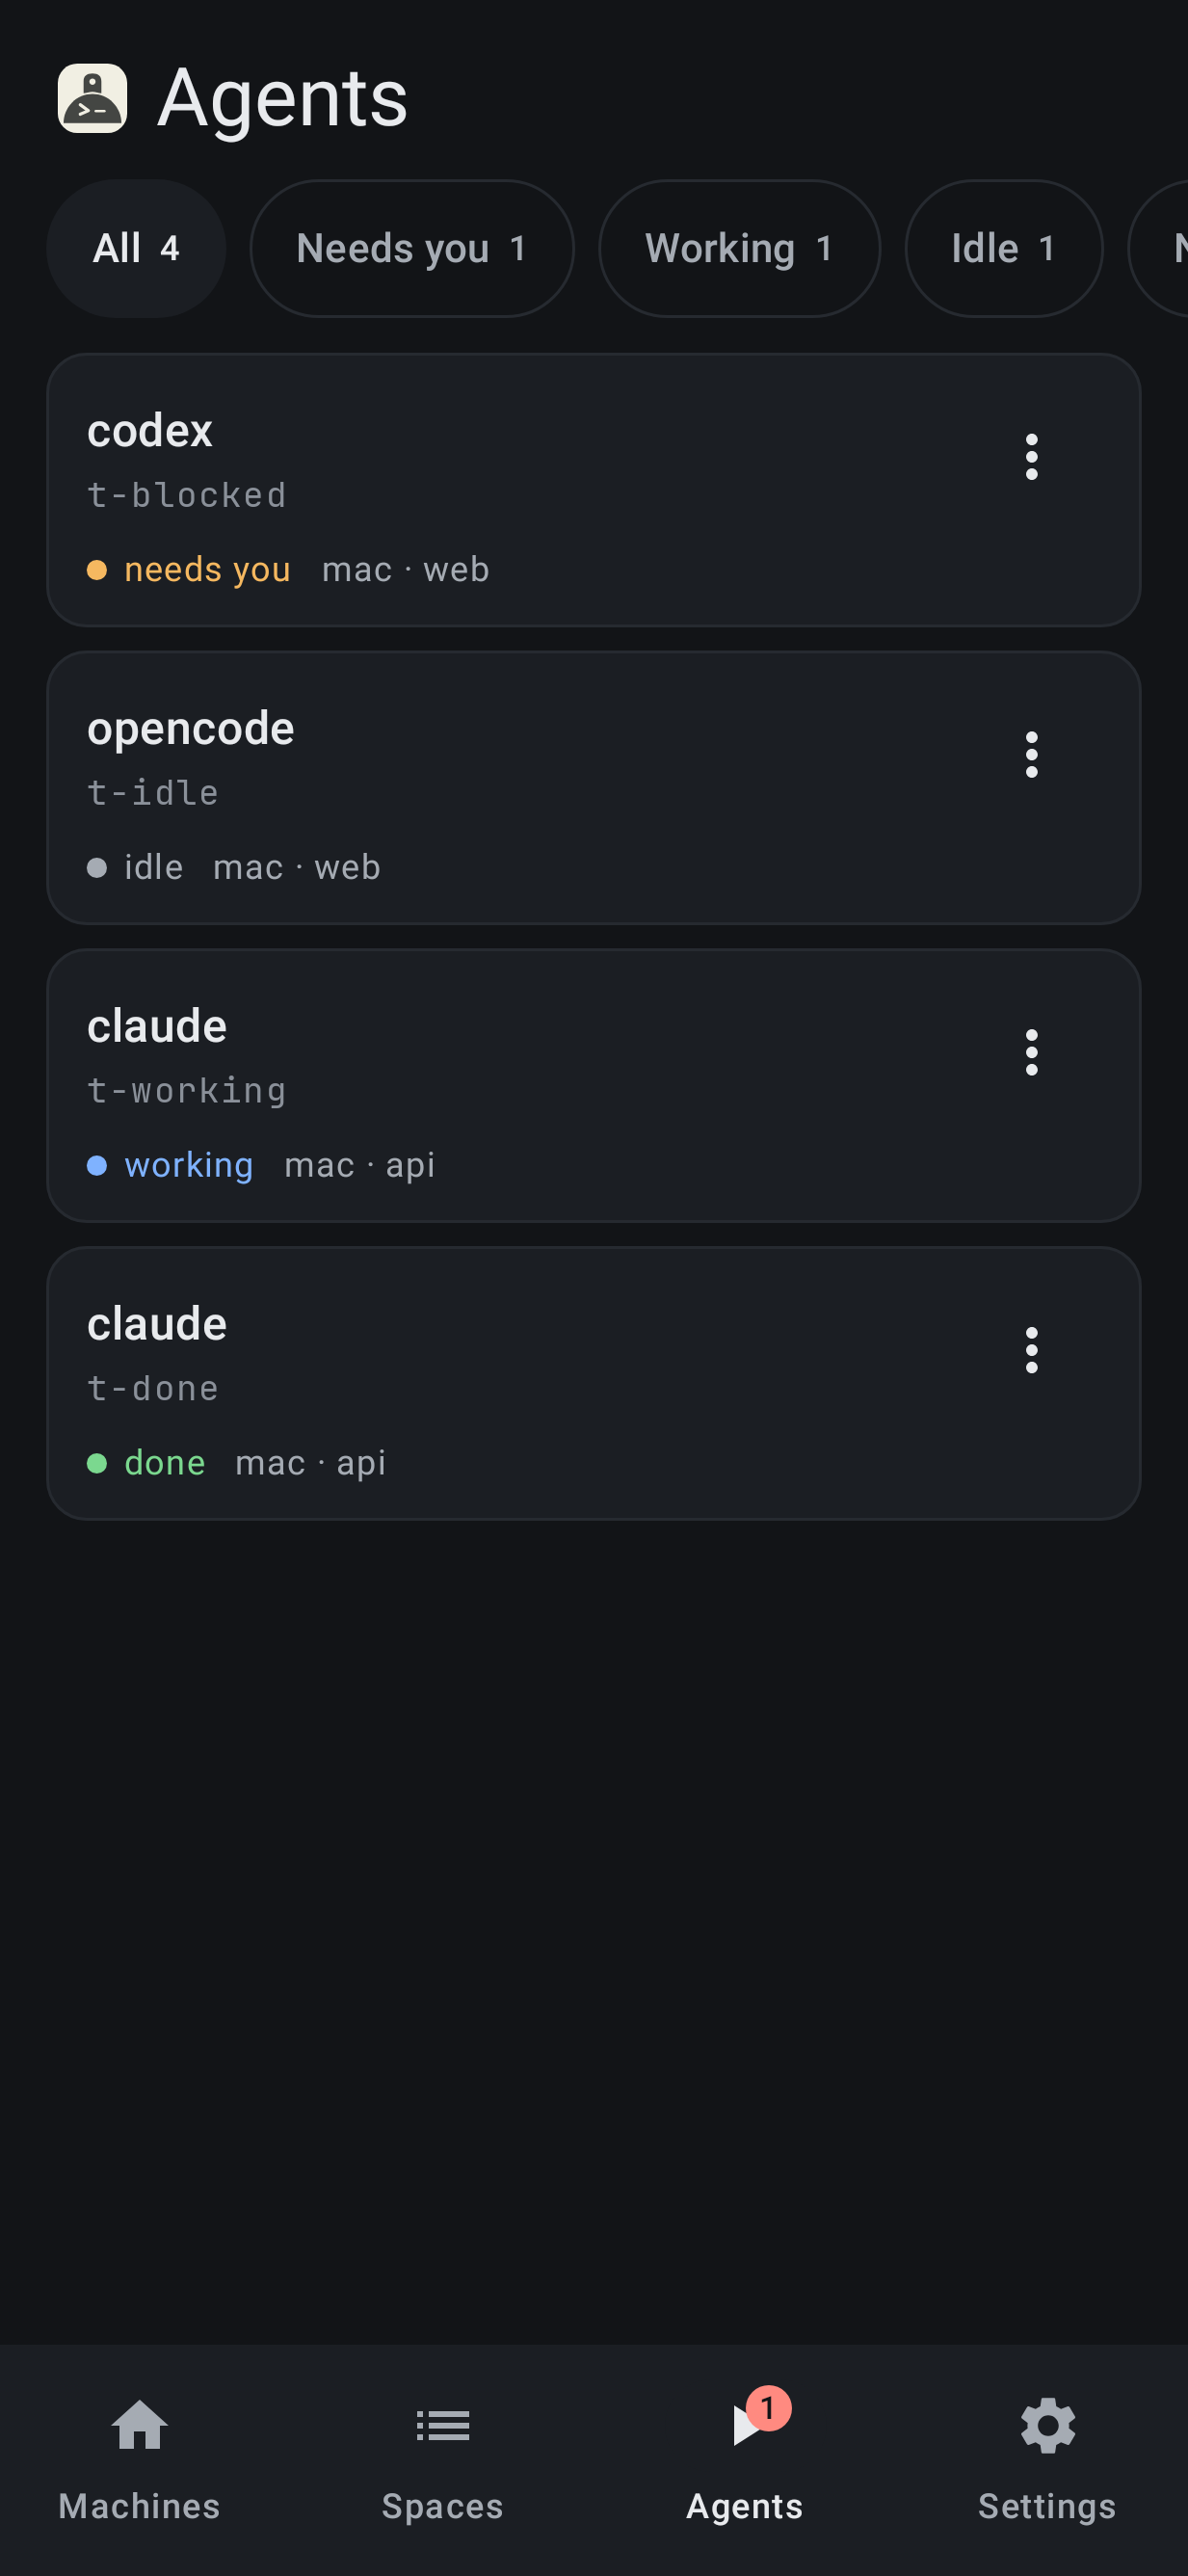 >_
Agents
All 4 Needs you 1 Working 1 Idle 1
codex
t-blocked
needs you mac · web
opencode
t-idle
idle mac · web
claude
t-working
working mac · api
claude
t-done
done mac · api
1
Machines Spaces Agents Settings